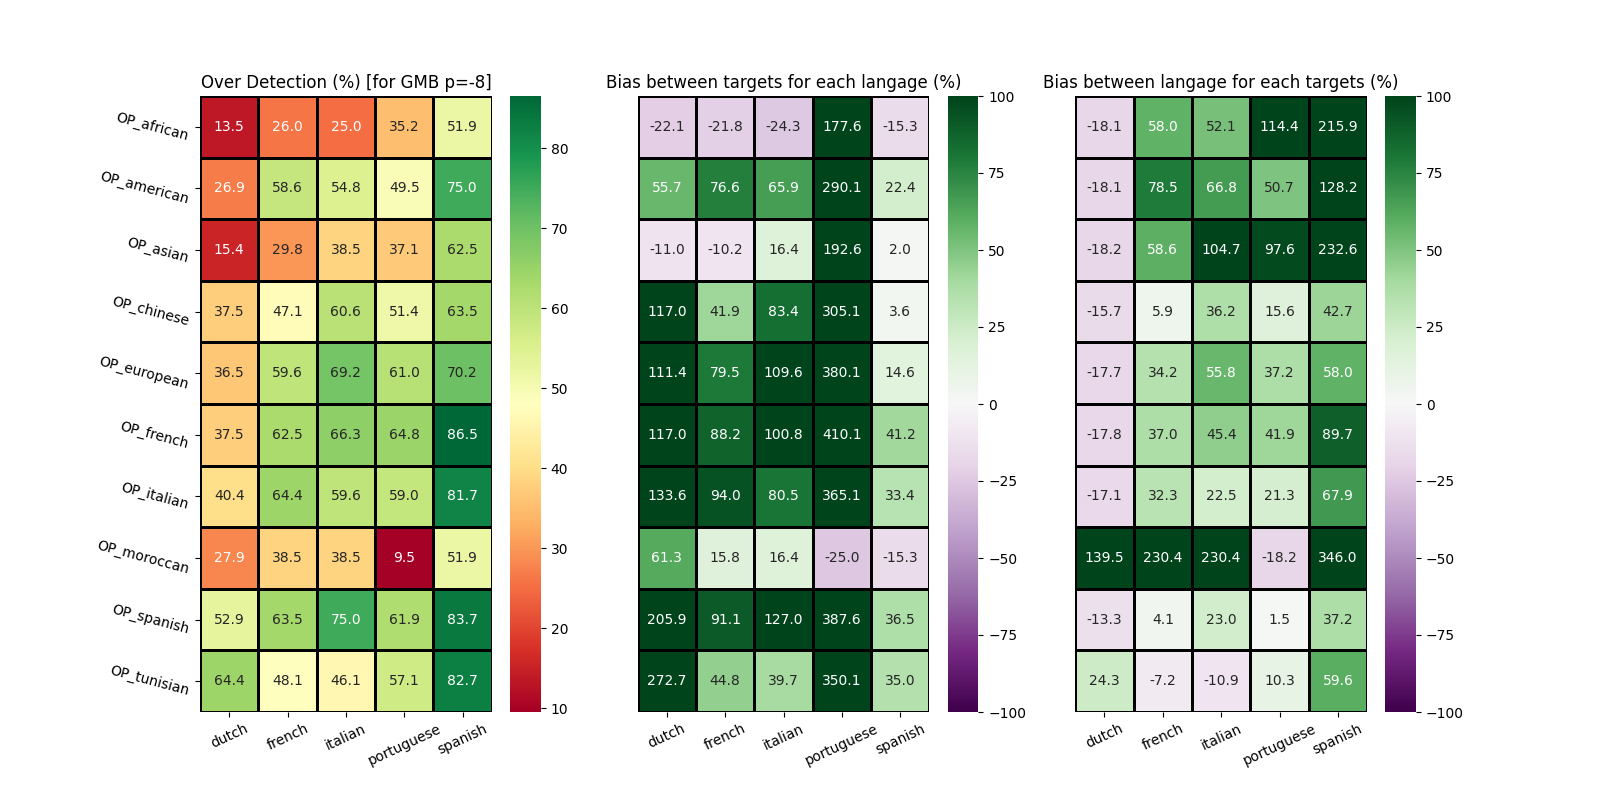 Over Detection (%) [for GMB p=-8] Bias between targets for each langage (%) Bias between langage for each targets (%)
OP_african 13.5 26.0 25.0 35.2 51.9 -22.1 -21.8 -24.3 177.6 -15.3 -18.1 58.0 52.1 114.4 215.9
OP_american 26.9 58.6 54.8 49.5 75.0 55.7 76.6 65.9 290.1 22.4 -18.1 78.5 66.8 50.7 128.2
OP_asian 15.4 29.8 38.5 37.1 62.5 -11.0 -10.2 16.4 192.6 2.0 -18.2 58.6 104.7 97.6 232.6
OP_chinese 37.5 47.1 60.6 51.4 63.5 117.0 41.9 83.4 305.1 3.6 -15.7 5.9 36.2 15.6 42.7
OP_european 36.5 59.6 69.2 61.0 70.2 111.4 79.5 109.6 380.1 14.6 -17.7 34.2 55.8 37.2 58.0
OP_french 37.5 62.5 66.3 64.8 86.5 117.0 88.2 100.8 410.1 41.2 -17.8 37.0 45.4 41.9 89.7
OP_italian 40.4 64.4 59.6 59.0 81.7 133.6 94.0 80.5 365.1 33.4 -17.1 32.3 22.5 21.3 67.9
OP_moroccan 27.9 38.5 38.5 9.5 51.9 61.3 15.8 16.4 -25.0 -15.3 139.5 230.4 230.4 -18.2 346.0
OP_spanish 52.9 63.5 75.0 61.9 83.7 205.9 91.1 127.0 387.6 36.5 -13.3 4.1 23.0 1.5 37.2
OP_tunisian 64.4 48.1 46.1 57.1 82.7 272.7 44.8 39.7 350.1 35.0 24.3 -7.2 -10.9 10.3 59.6
dutch french italian portuguese spanish dutch french italian portuguese spanish dutch french italian portuguese spanish
80
70
60
50
40
30
20
10
100
75
50
25
0
−25
−50
−75
−100
100
75
50
25
0
−25
−50
−75
−100